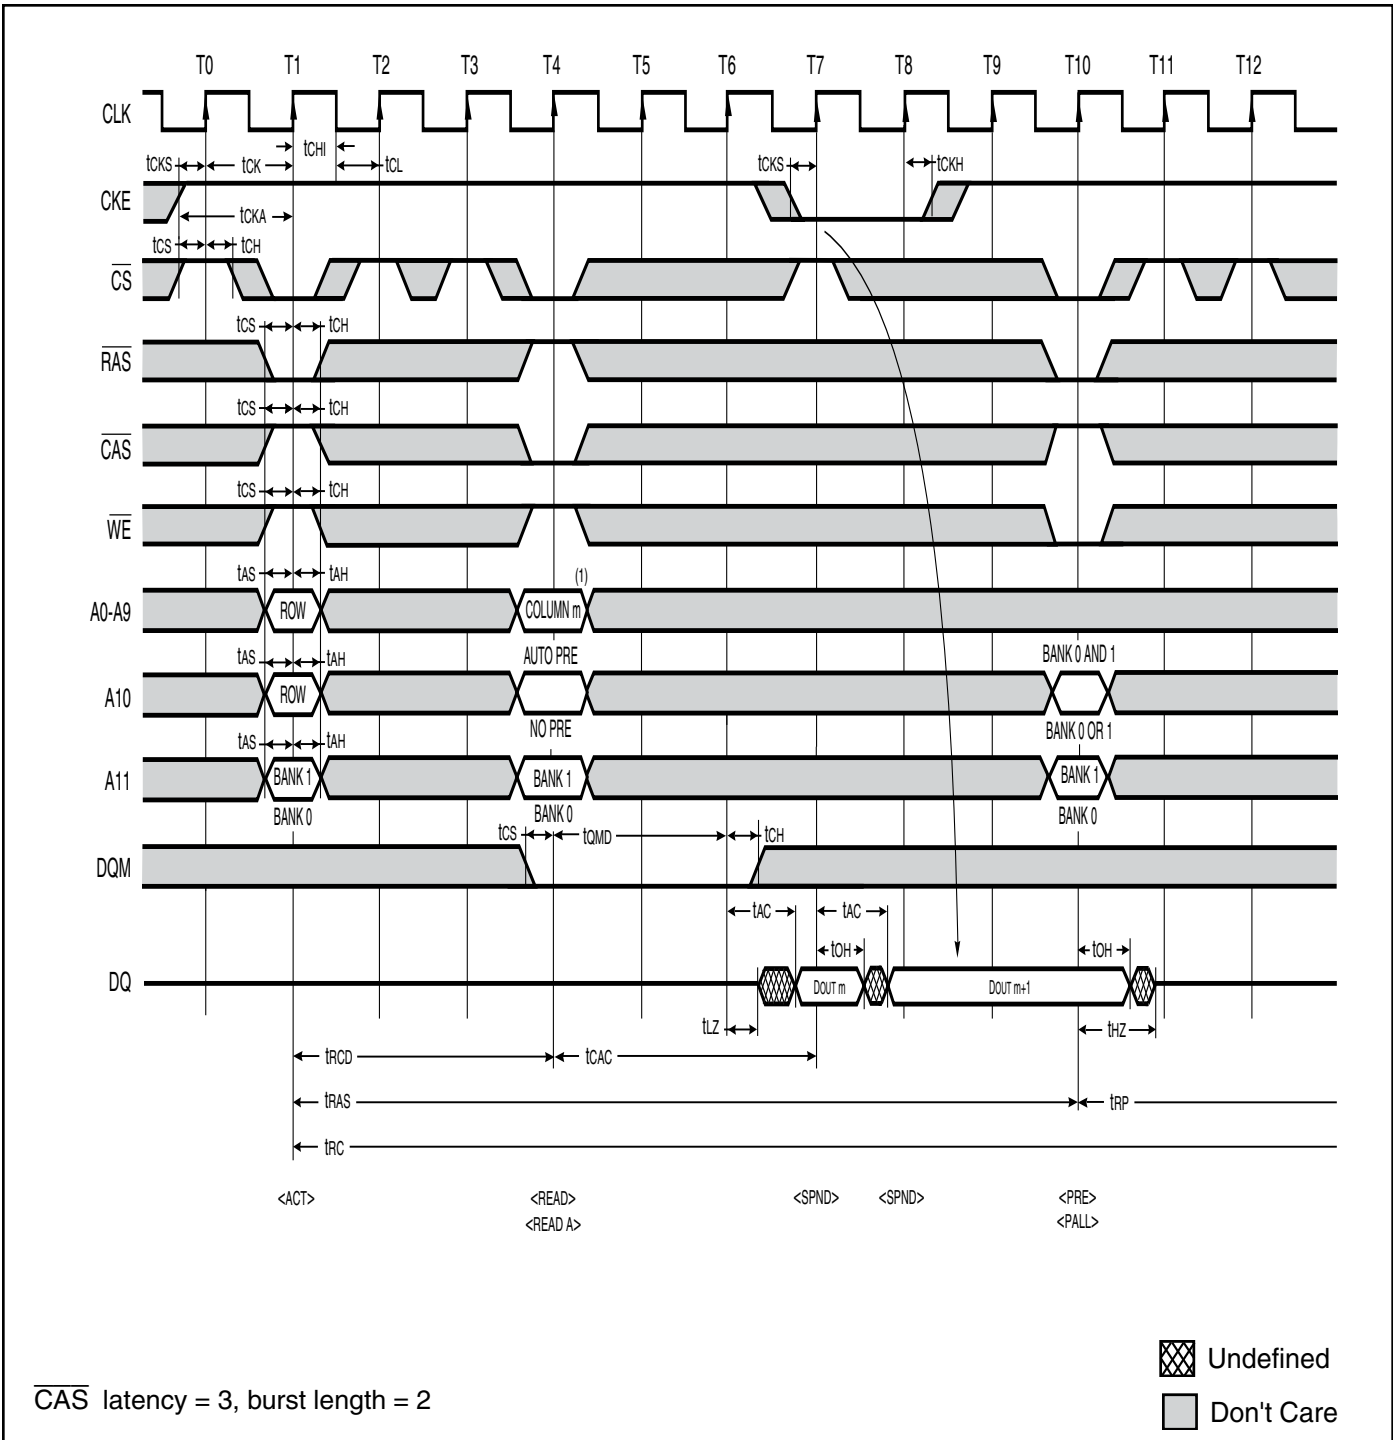 T0 T1 T2 T3 T4 T5 T6 T7 T8 T9 T10 T11 T12
CLK
tCHI
tCKS tCK tCL tCKS tCKH
CKE
tCKA
tCS tCH
CS
tCS tCH
RAS
tCS tCH
CAS
tCS tCH
WE
tAS tAH (1)
A0-A9 ROW COLUMN m
tAS tAH AUTO PRE BANK 0 AND 1
A10 ROW
NO PRE BANK 0 OR 1
tAS tAH
A11 BANK 1 BANK 1 BANK 1
BANK 0 BANK 0 BANK 0
tCS tQMD tCH
DQM
tAC tAC
tOH tOH
DQ DOUT m DOUT m+1
tLZ tHZ
tRCD tCAC
tRAS tRP
tRC
<ACT> <READ> <SPND> <SPND> <PRE>
<READ A> <PALL>
Undefined
CAS latency = 3, burst length = 2
Don't Care